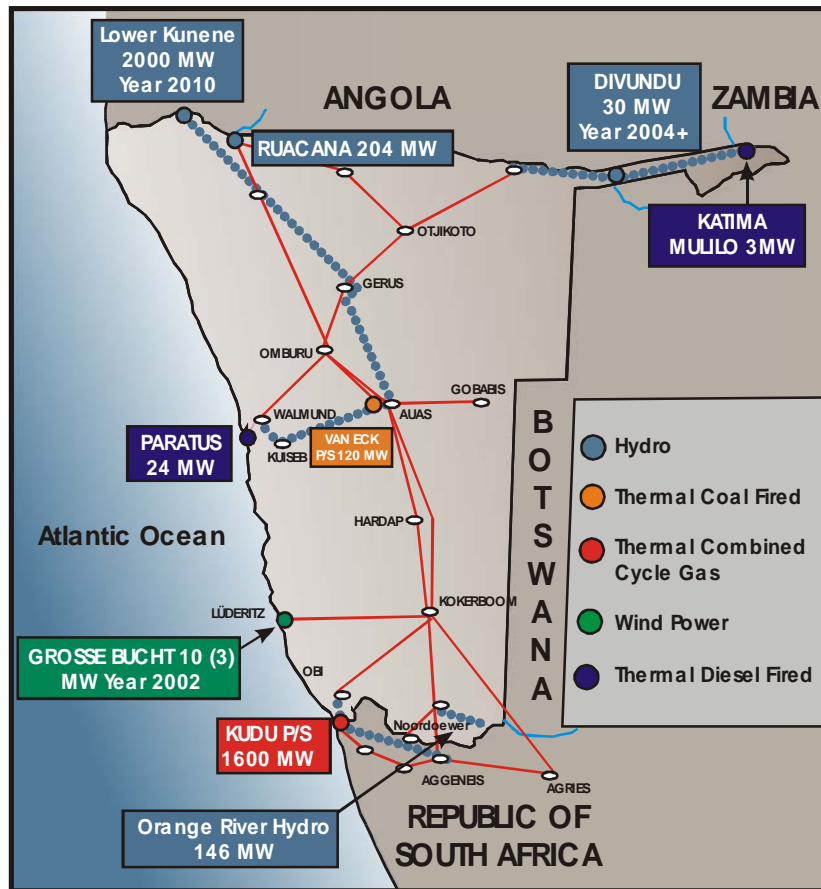 Lower Kunene
2000 MW
Year 2010
ANGOLA
DIVUNDU
30 MW
Year 2004+
ZAMBIA
RUACANA 204 MW
KATIMA
MULILO 3MW
OTJIKOTO
GERUS
OMBURU
GOBABIS
WALMUND
AUAS
PARATUS
24 MW
KUISEB
VAN ECK
P/S 120 MW
BOTSWANA
Hydro
Thermal Coal Fired
Thermal Combined
Cycle Gas
Wind Power
Thermal Diesel Fired
HARDAP
Atlantic Ocean
KOKERBOOM
LÜDERITZ
GROSSE BUCHT 10 (3)
MW Year 2002
OBI
Noordoewer
KUDU P/S
1600 MW
AGGENEIS
AGRIES
Orange River Hydro
146 MW
REPUBLIC OF
SOUTH AFRICA